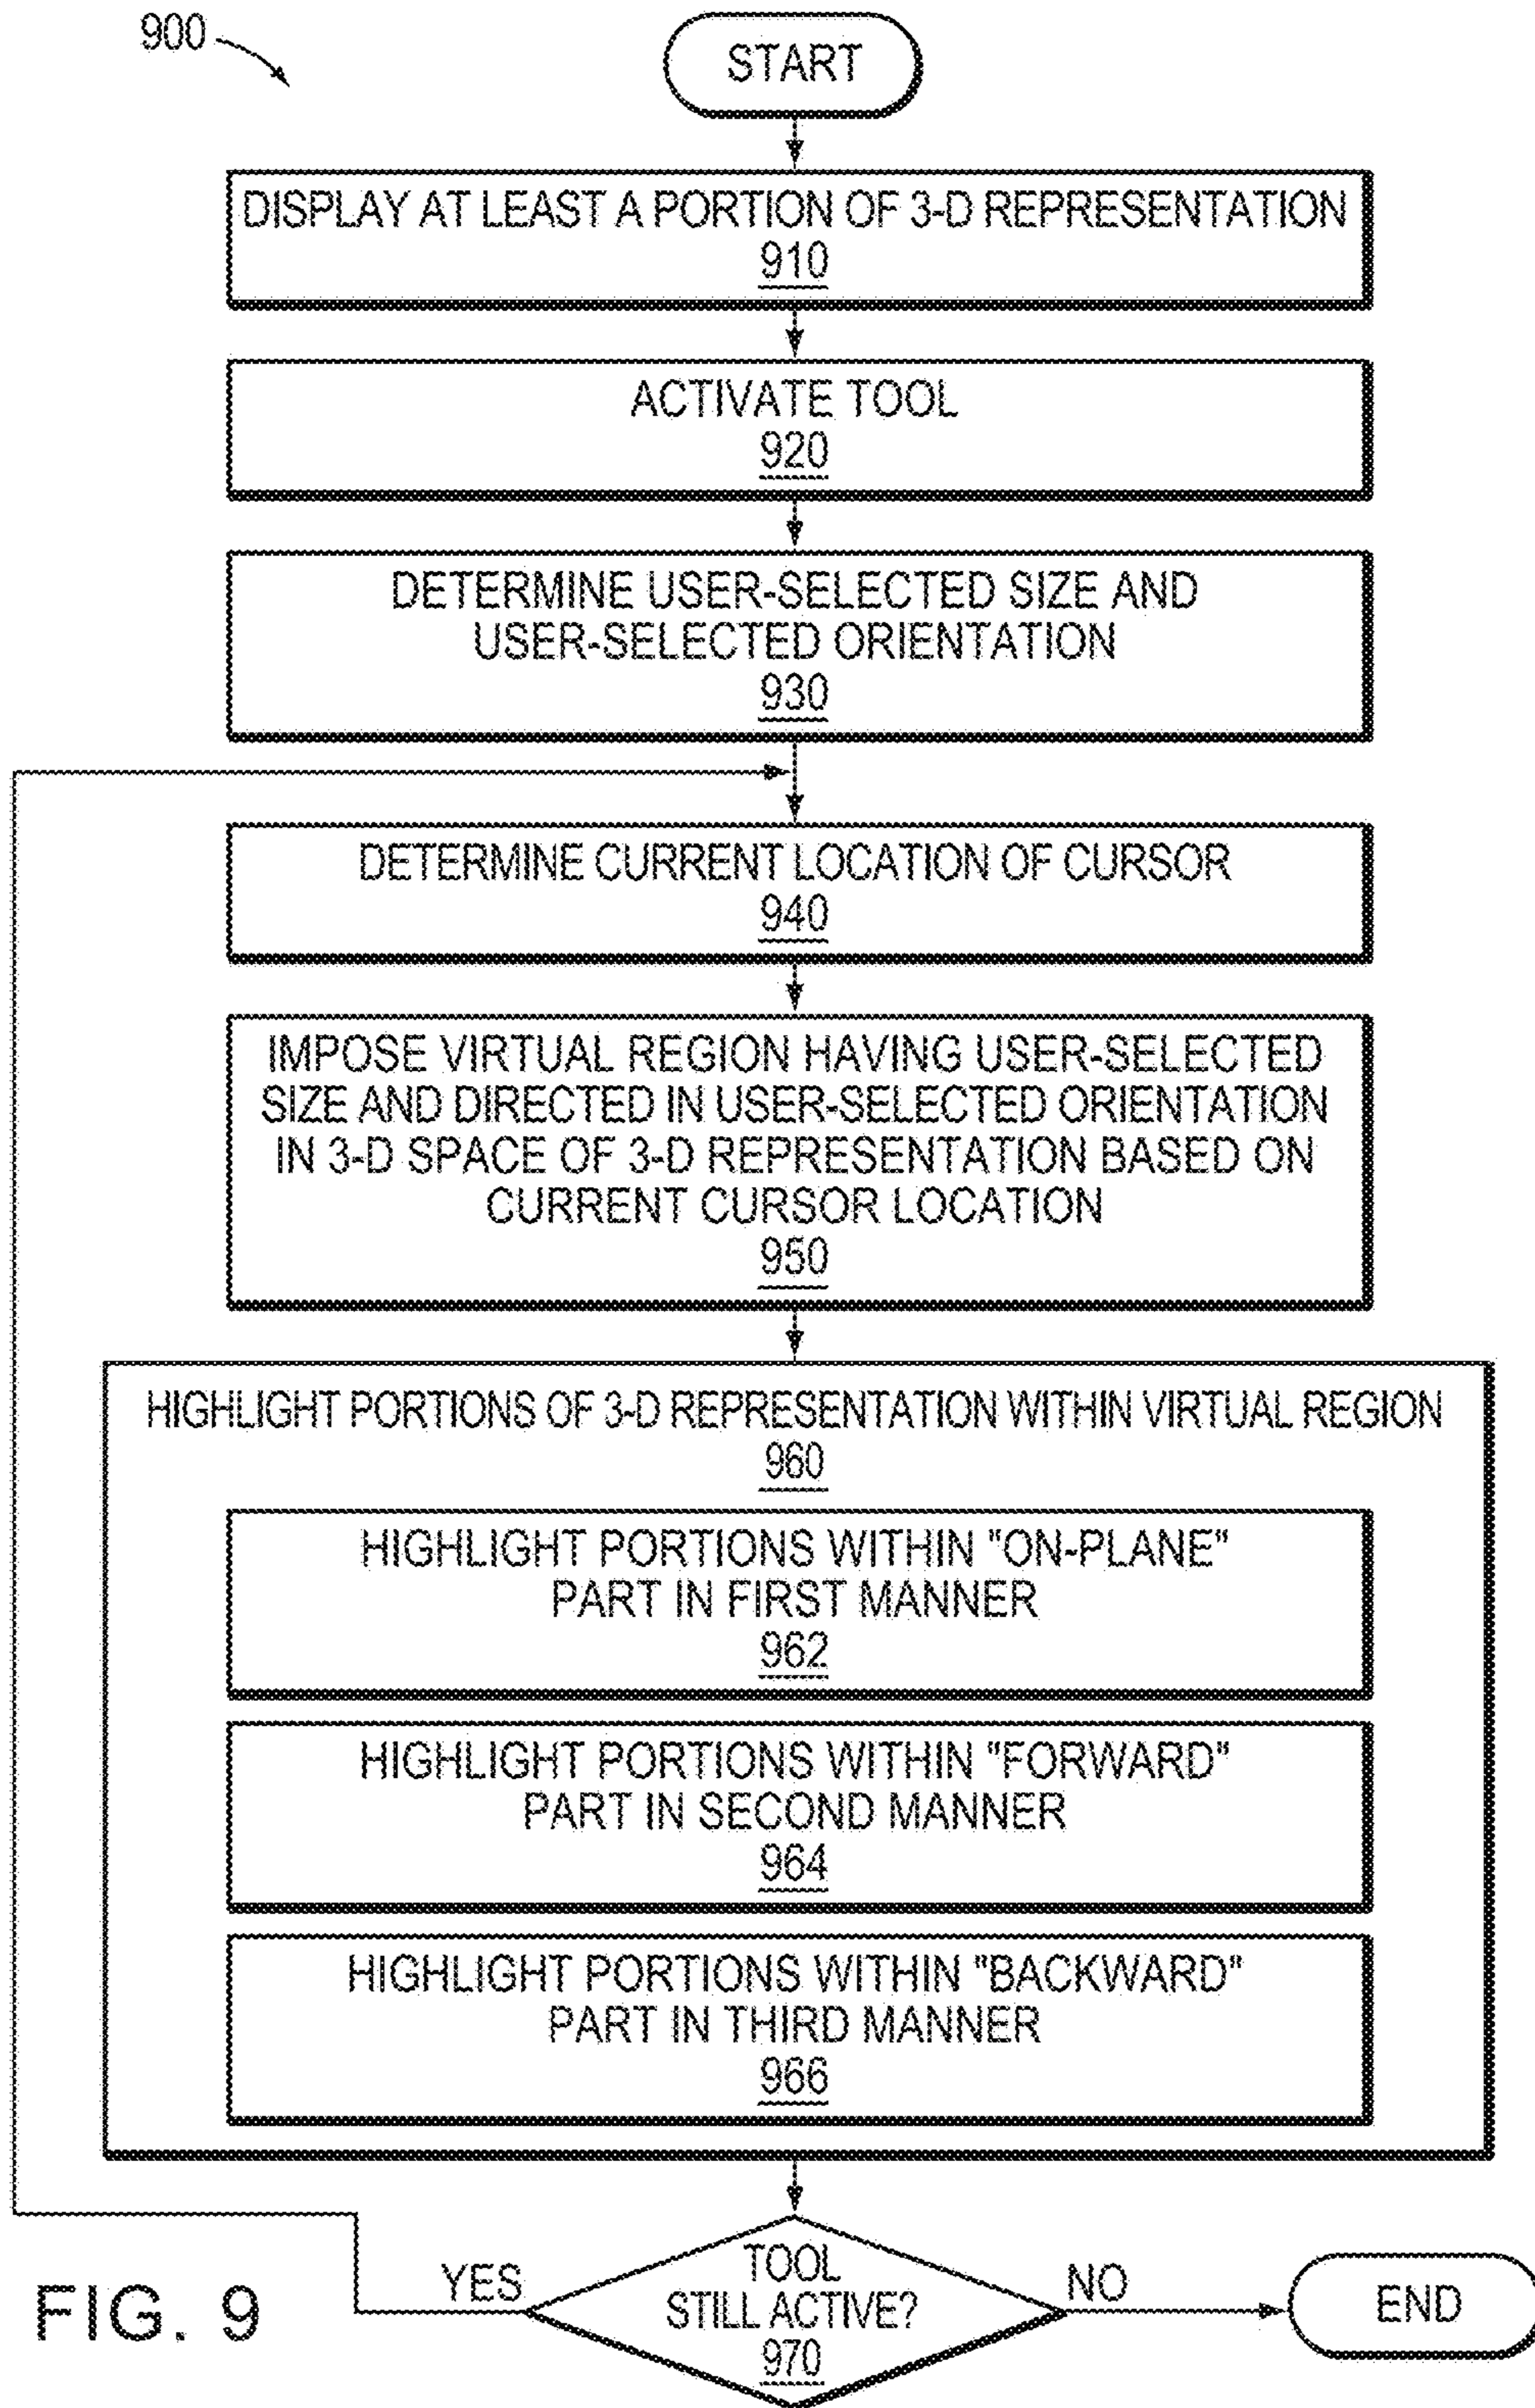 900
START
DISPLAY AT LEAST A PORTION OF 3-D REPRESENTATION
910
ACTIVATE TOOL
920
DETERMINE USER-SELECTED SIZE AND
USER-SELECTED ORIENTATION
930
DETERMINE CURRENT LOCATION OF CURSOR
940
IMPOSE VIRTUAL REGION HAVING USER-SELECTED
SIZE AND DIRECTED IN USER-SELECTED ORIENTATION
IN 3-D SPACE OF 3-D REPRESENTATION BASED ON
CURRENT CURSOR LOCATION
950
HIGHLIGHT PORTIONS OF 3-D REPRESENTATION WITHIN VIRTUAL REGION
960
HIGHLIGHT PORTIONS WITHIN "ON-PLANE"
PART IN FIRST MANNER
962
HIGHLIGHT PORTIONS WITHIN "FORWARD"
PART IN SECOND MANNER
964
HIGHLIGHT PORTIONS WITHIN "BACKWARD"
PART IN THIRD MANNER
966
TOOL
STILL ACTIVE?
970
YES
NO
END
FIG. 9